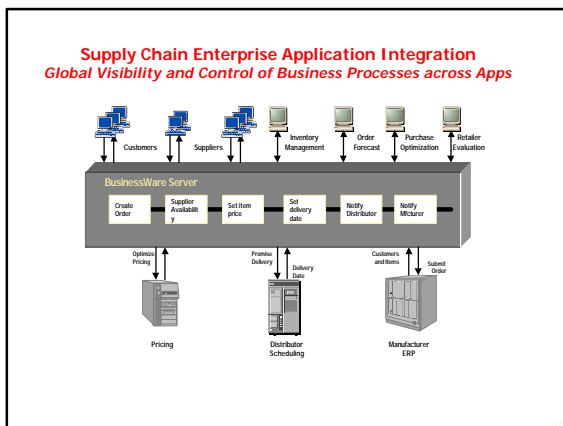 Supply Chain Enterprise Application Integration
Global Visibility and Control of Business Processes across Apps
Customers
Suppliers
Inventory
Management
Order
Forecast
Purchase
Optimization
Retailer
Evaluation
BusinessWare Server
Create
Order
Supplier
Availabilit
y
Set item
price
Set
delivery
date
Notify
Distributor
Notify
Mfcturer
Optimize
Pricing
Promise
Delivery
Delivery
Date
Customers
and Items
Submit
Order
Pricing
Distributor
Scheduling
Manufacturer
ERP